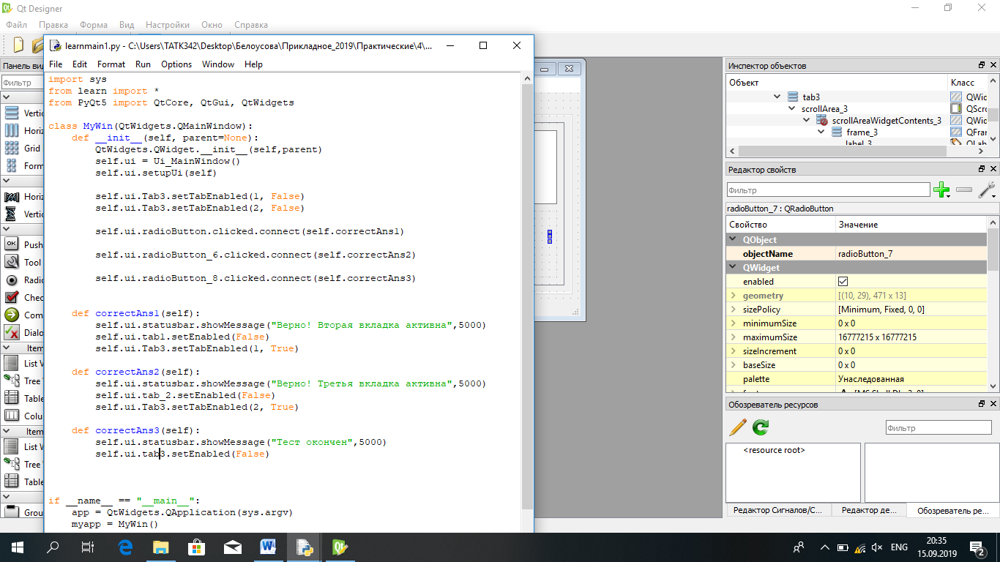 Qt Designer
Файл Правка Форма Вид Настройки Окно Справка
learnmain1.py - C:\Users\TATK342\Desktop\Белоусова\Прикладное_2019\Практические\4\...
File Edit Format Run Options Window Help
import sys
from learn import *
from PyQt5 import QtCore, QtGui, QtWidgets
class MyWin(QtWidgets.QMainWindow):
def __init__(self, parent=None):
QtWidgets.QWidget.__init__(self,parent)
self.ui = Ui_MainWindow()
self.ui.setupUi(self)
self.ui.Tab3.setTabEnabled(1, False)
self.ui.Tab3.setTabEnabled(2, False)
self.ui.radioButton.clicked.connect(self.correctAns1)
self.ui.radioButton_6.clicked.connect(self.correctAns2)
self.ui.radioButton_8.clicked.connect(self.correctAns3)
def correctAns1(self):
self.ui.statusbar.showMessage("Верно! Вторая вкладка активна",5000)
self.ui.tab1.setEnabled(False)
self.ui.Tab3.setTabEnabled(1, True)
def correctAns2(self):
self.ui.statusbar.showMessage("Верно! Третья вкладка активна",5000)
self.ui.tab_2.setEnabled(False)
self.ui.Tab3.setTabEnabled(2, True)
def correctAns3(self):
self.ui.statusbar.showMessage("Тест окончен",5000)
self.ui.tab3.setEnabled(False)
if __name__ == "__main__":
app = QtWidgets.QApplication(sys.argv)
myapp = MyWin()
Панель вид
Фильтр
Vertic
Horiz
Grid
Form
Horiz
Vertic
OK Push
Tool
Radio
Chec
Com
Dialo
Item
List V
Tree
Table
Colu
Item
List V
Tree
Table
Grou
Инспектор объектов
Объект Класс
tab3 QWid
scrollArea_3 QScro
scrollAreaWidgetContents_3 QWid
frame_3 QFran
label_3 QLab
Редактор свойств
Фильтр
radioButton_7 : QRadioButton
Свойство Значение
QObject
objectName radioButton_7
QWidget
enabled
geometry [(10, 29), 471 x 13]
sizePolicy [Minimum, Fixed, 0, 0]
minimumSize 0 x 0
maximumSize 16777215 x 16777215
sizeIncrement 0 x 0
baseSize 0 x 0
palette Унаследованная
Обозреватель ресурсов
Фильтр
<resource root>
Редактор Сигналов/С... Редактор де... Обозреватель ре...
ENG
20:35
15.09.2019
2